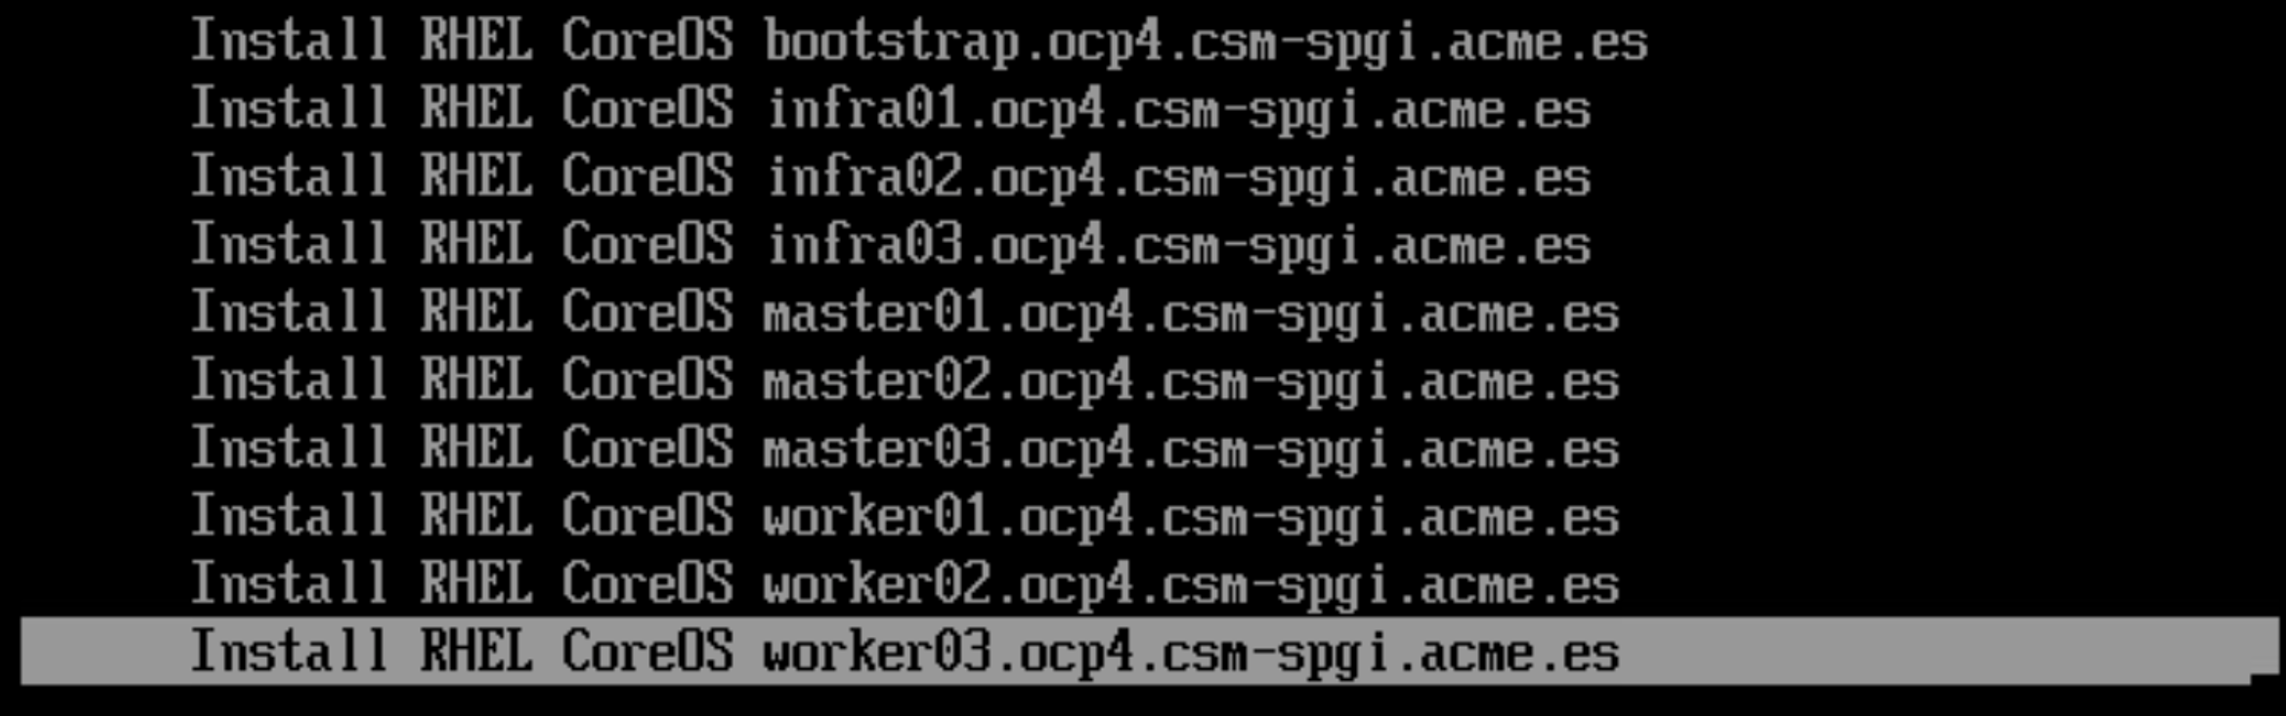 Install RHEL CoreOS bootstrap.ocp4.csm-spgi.acme.es
Install RHEL CoreOS infra01.ocp4.csm-spgi.acme.es
Install RHEL CoreOS infra02.ocp4.csm-spgi.acme.es
Install RHEL CoreOS infra03.ocp4.csm-spgi.acme.es
Install RHEL CoreOS master01.ocp4.csm-spgi.acme.es
Install RHEL CoreOS master02.ocp4.csm-spgi.acme.es
Install RHEL CoreOS master03.ocp4.csm-spgi.acme.es
Install RHEL CoreOS worker01.ocp4.csm-spgi.acme.es
Install RHEL CoreOS worker02.ocp4.csm-spgi.acme.es
Install RHEL CoreOS worker03.ocp4.csm-spgi.acme.es